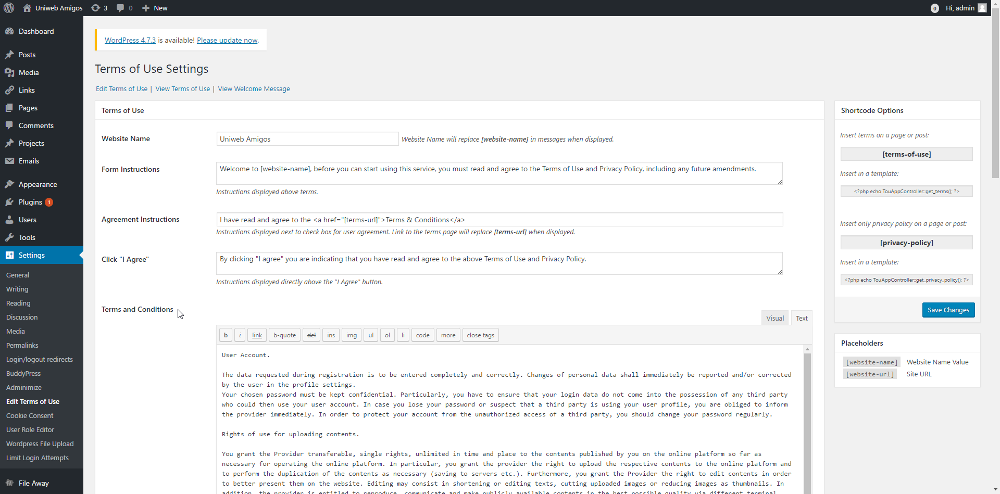 Uniweb Amigos 3 0 New
0 Hi, admin
Dashboard
Posts
Media
Links
Pages
Comments
Projects
Emails
Appearance
Plugins 1
Users
Tools
Settings
General
Writing
Reading
Discussion
Media
Permalinks
Login/logout redirects
BuddyPress
Adminimize
Edit Terms of Use
Cookie Consent
User Role Editor
Wordpress File Upload
Limit Login Attempts
File Away
WordPress 4.7.3 is available! Please update now.
Terms of Use Settings
Edit Terms of Use | View Terms of Use | View Welcome Message
Terms of Use
Website Name
Uniweb Amigos
Website Name will replace [website-name] in messages when displayed.
Form Instructions
Welcome to [website-name], before you can start using this service, you must read and agree to the Terms of Use and Privacy Policy, including any future amendments.
Instructions displayed above terms.
Agreement Instructions
I have read and agree to the <a href="[terms-url]">Terms & Conditions</a>
Instructions displayed next to check box for user agreement. Link to the terms page will replace [terms-url] when displayed.
Click "I Agree"
By clicking "I agree" you are indicating that you have read and agree to the above Terms of Use and Privacy Policy.
Instructions displayed directly above the "I Agree" button.
Terms and Conditions
Visual Text
b i link b-quote del ins img ul ol li code more close tags
User Account.
The data requested during registration is to be entered completely and correctly. Changes of personal data shall immediately be reported and/or corrected
by the user in the profile settings.
Your chosen password must be kept confidential. Particularly, you have to ensure that your login data do not come into the possession of any third party
who could then use your user account. In case you lose your password or suspect that a third party is using your user profile, you are obliged to inform
the provider immediately. In order to protect your account from the unauthorized access of a third party, you should change your password regularly.
Rights of use for uploading contents.
You grant the Provider transferable, single rights, unlimited in time and place to the contents published by you on the online platform so far as
necessary for operating the online platform. In particular, you grant the provider the right to upload the respective contents to the online platform and
to perform the duplication of the contents as necessary (saving to servers etc.). Furthermore, you grant the Provider the right to edit contents in order
to better present them on the website. Editing may consist in shortening or editing texts, cutting uploaded images or reducing images as thumbnails. In
addition, the provider is entitled to reproduce, communicate and make publicly available contents in the best possible quality via different terminal
Shortcode Options
Insert terms on a page or post:
[terms-of-use]
Insert in a template:
<?php echo TouAppController::get_terms(); ?>
Insert only privacy policy on a page or post:
[privacy-policy]
Insert in a template:
<?php echo TouAppController::get_privacy_policy(); ?>
Save Changes
Placeholders
[website-name] Website Name Value
[website-url] Site URL